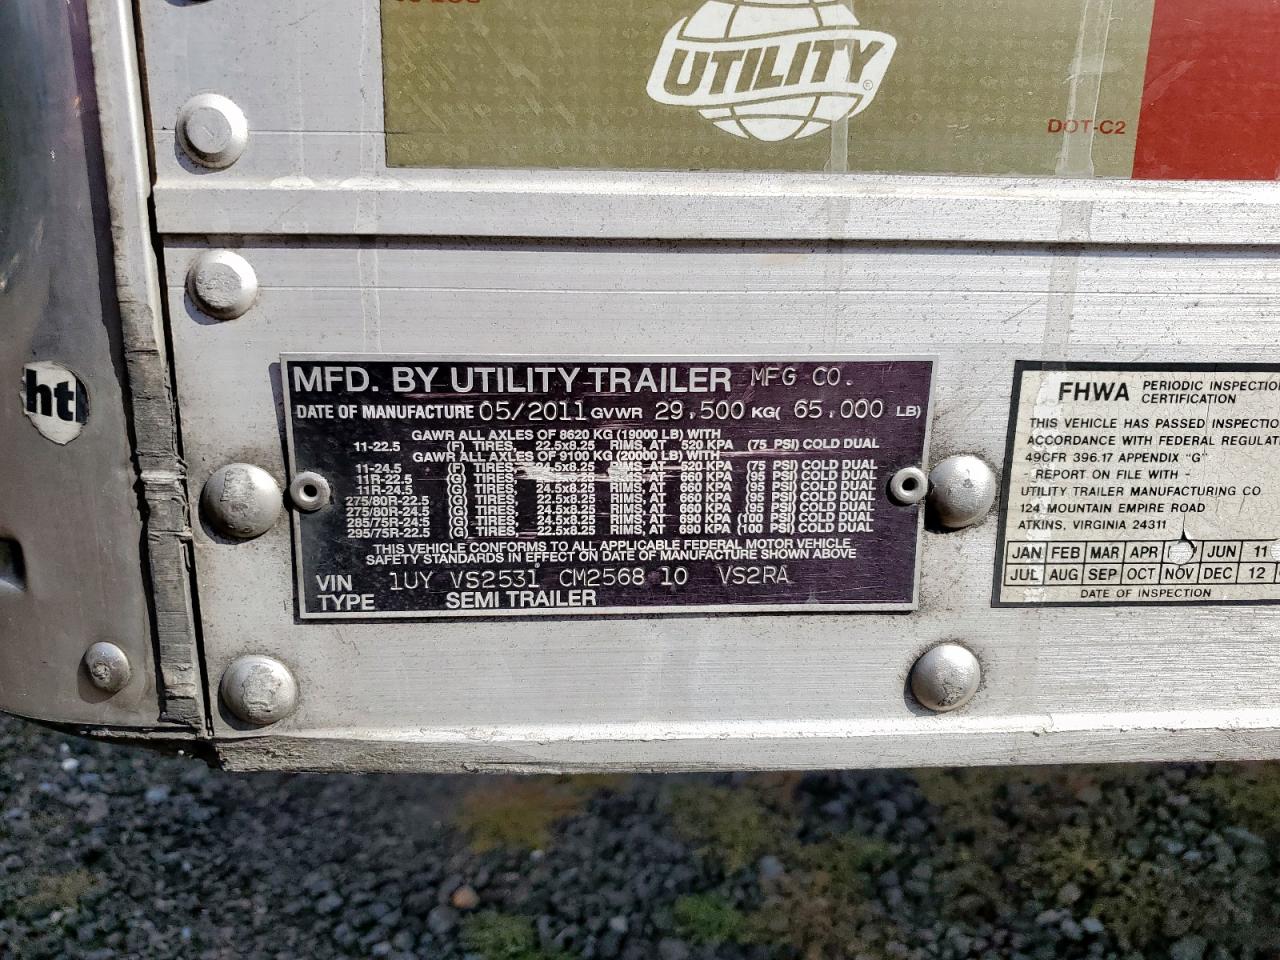 UTILITY®
DOT-C2
ht
MFD. BY UTILITY TRAILER MFG CO.
DATE OF MANUFACTURE 05/2011 GVWR 29,500 KG( 65,000 LB)
GAWR ALL AXLES OF 8620 KG (19000 LB) WITH
11-22.5 (F) TIRES, 22.5x8.25 RIMS, AT 520 KPA (75 PSI) COLD DUAL
GAWR ALL AXLES OF 9100 KG (20000 LB) WITH
11-24.5 (F) TIRES, 24.5x8.25 RIMS, AT 520 KPA (75 PSI) COLD DUAL
11R-22.5 (G) TIRES, 22.5x8.25 RIMS, AT 660 KPA (95 PSI) COLD DUAL
11R-24.5 (G) TIRES, 24.5x8.25 RIMS, AT 660 KPA (95 PSI) COLD DUAL
275/80R-22.5 (G) TIRES, 22.5x8.25 RIMS, AT 660 KPA (95 PSI) COLD DUAL
275/80R-24.5 (G) TIRES, 24.5x8.25 RIMS, AT 660 KPA (95 PSI) COLD DUAL
285/75R-24.5 (G) TIRES, 24.5x8.25 RIMS, AT 690 KPA (100 PSI) COLD DUAL
295/75R-22.5 (G) TIRES, 22.5x8.25 RIMS, AT 690 KPA (100 PSI) COLD DUAL
THIS VEHICLE CONFORMS TO ALL APPLICABLE FEDERAL MOTOR VEHICLE
SAFETY STANDARDS IN EFFECT ON DATE OF MANUFACTURE SHOWN ABOVE
VIN 1UY VS2531 CM2568 10 VS2RA
TYPE SEMI TRAILER
FHWA PERIODIC INSPECTIO
CERTIFICATION
THIS VEHICLE HAS PASSED INSPECTIO
ACCORDANCE WITH FEDERAL REGULAT
49CFR 396.17 APPENDIX "G"
- REPORT ON FILE WITH -
UTILITY TRAILER MANUFACTURING CO
124 MOUNTAIN EMPIRE ROAD
ATKINS, VIRGINIA 24311
JAN FEB MAR APR JUN 11
JUL AUG SEP OCT NOV DEC 12
DATE OF INSPECTION